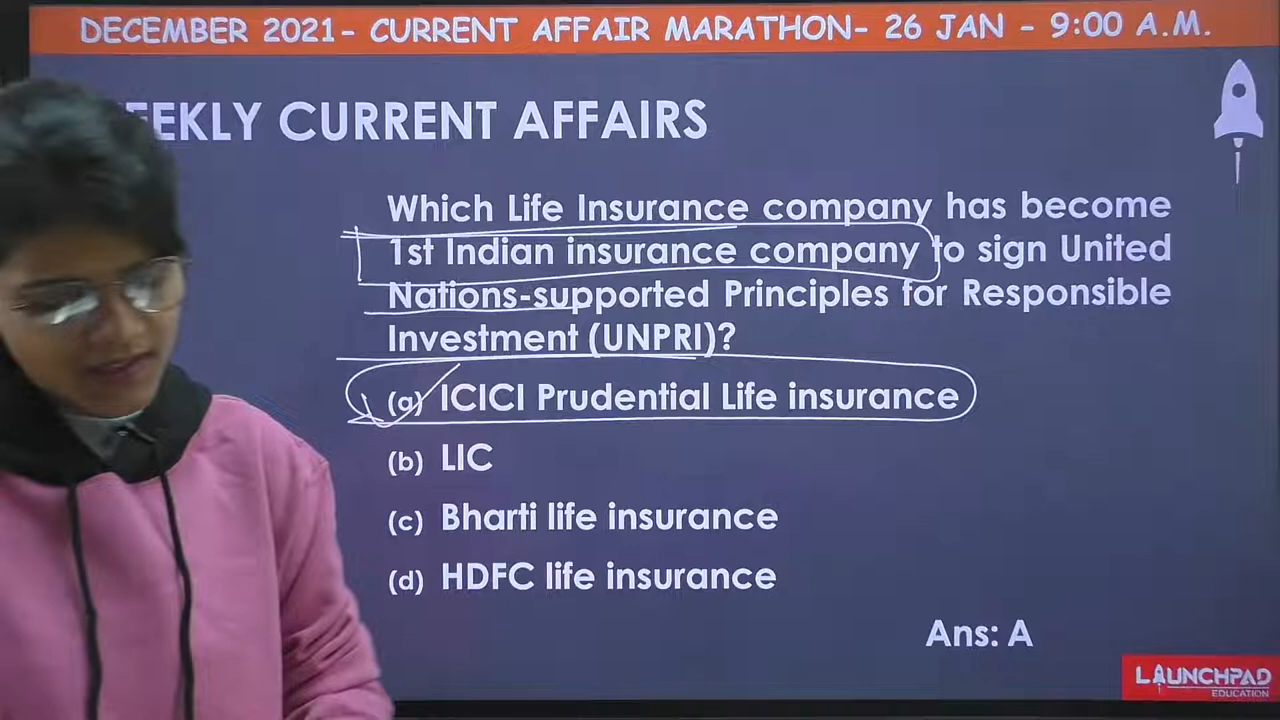 DECEMBER 2021- CURRENT AFFAIR MARATHON- 26 JAN - 9:00 A.M.
EEKLY CURRENT AFFAIRS
Which Life Insurance company has become
1st Indian insurance company to sign United
Nations-supported Principles for Responsible
Investment (UNPRI)?
(a) ICICI Prudential Life insurance
(b) LIC
(c) Bharti life insurance
(d) HDFC life insurance
Ans: A
LAUNCHPAD
EDUCATION